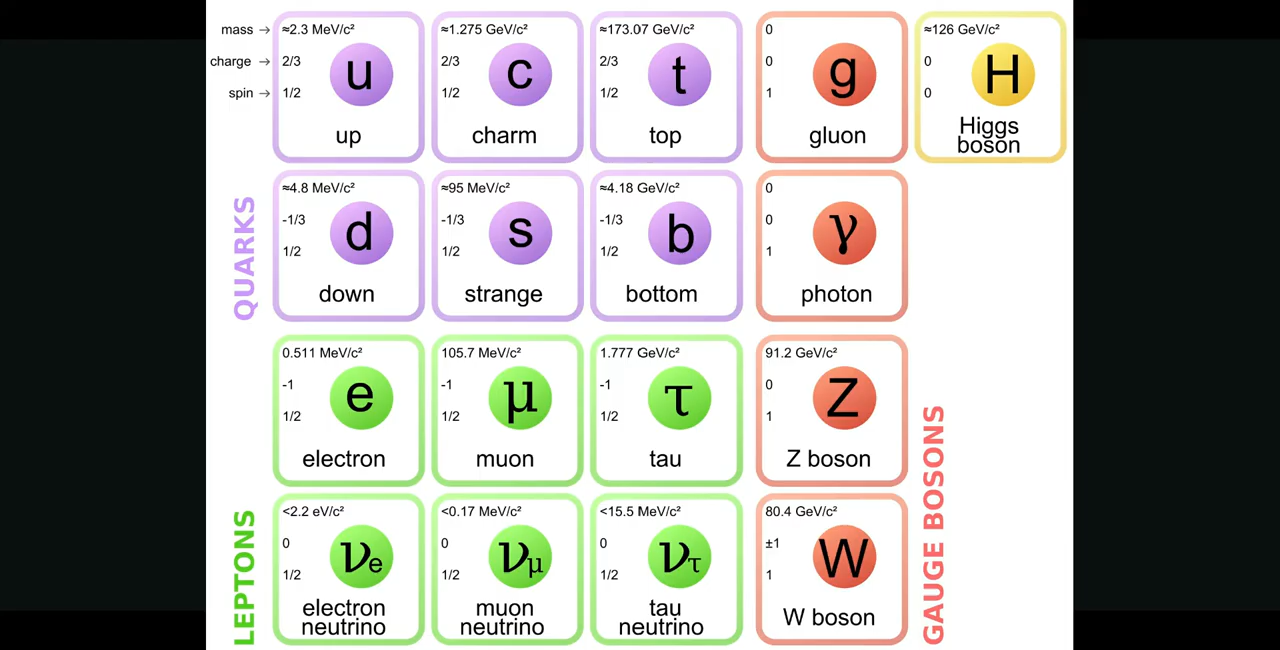 mass → ≈2.3 MeV/c²
charge → 2/3
spin → 1/2
u
up
≈1.275 GeV/c²
2/3
1/2
c
charm
≈173.07 GeV/c²
2/3
1/2
t
top
0
0
1
g
gluon
≈126 GeV/c²
0
0
H
Higgs
boson
QUARKS
≈4.8 MeV/c²
-1/3
1/2
d
down
≈95 MeV/c²
-1/3
1/2
s
strange
≈4.18 GeV/c²
-1/3
1/2
b
bottom
0
0
1
γ
photon
LEPTONS
0.511 MeV/c²
-1
1/2
e
electron
105.7 MeV/c²
-1
1/2
μ
muon
1.777 GeV/c²
-1
1/2
τ
tau
91.2 GeV/c²
0
1
Z
Z boson
GAUGE BOSONS
<2.2 eV/c²
0
1/2
νe
electron
neutrino
<0.17 MeV/c²
0
1/2
νμ
muon
neutrino
<15.5 MeV/c²
0
1/2
ντ
tau
neutrino
80.4 GeV/c²
±1
1
W
W boson